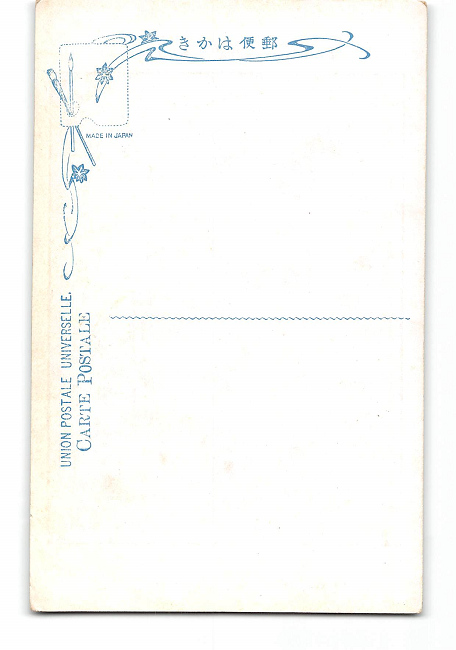 きかは便郵
MADE IN JAPAN
UNION POSTALE UNIVERSELLE.
CARTE POSTALE